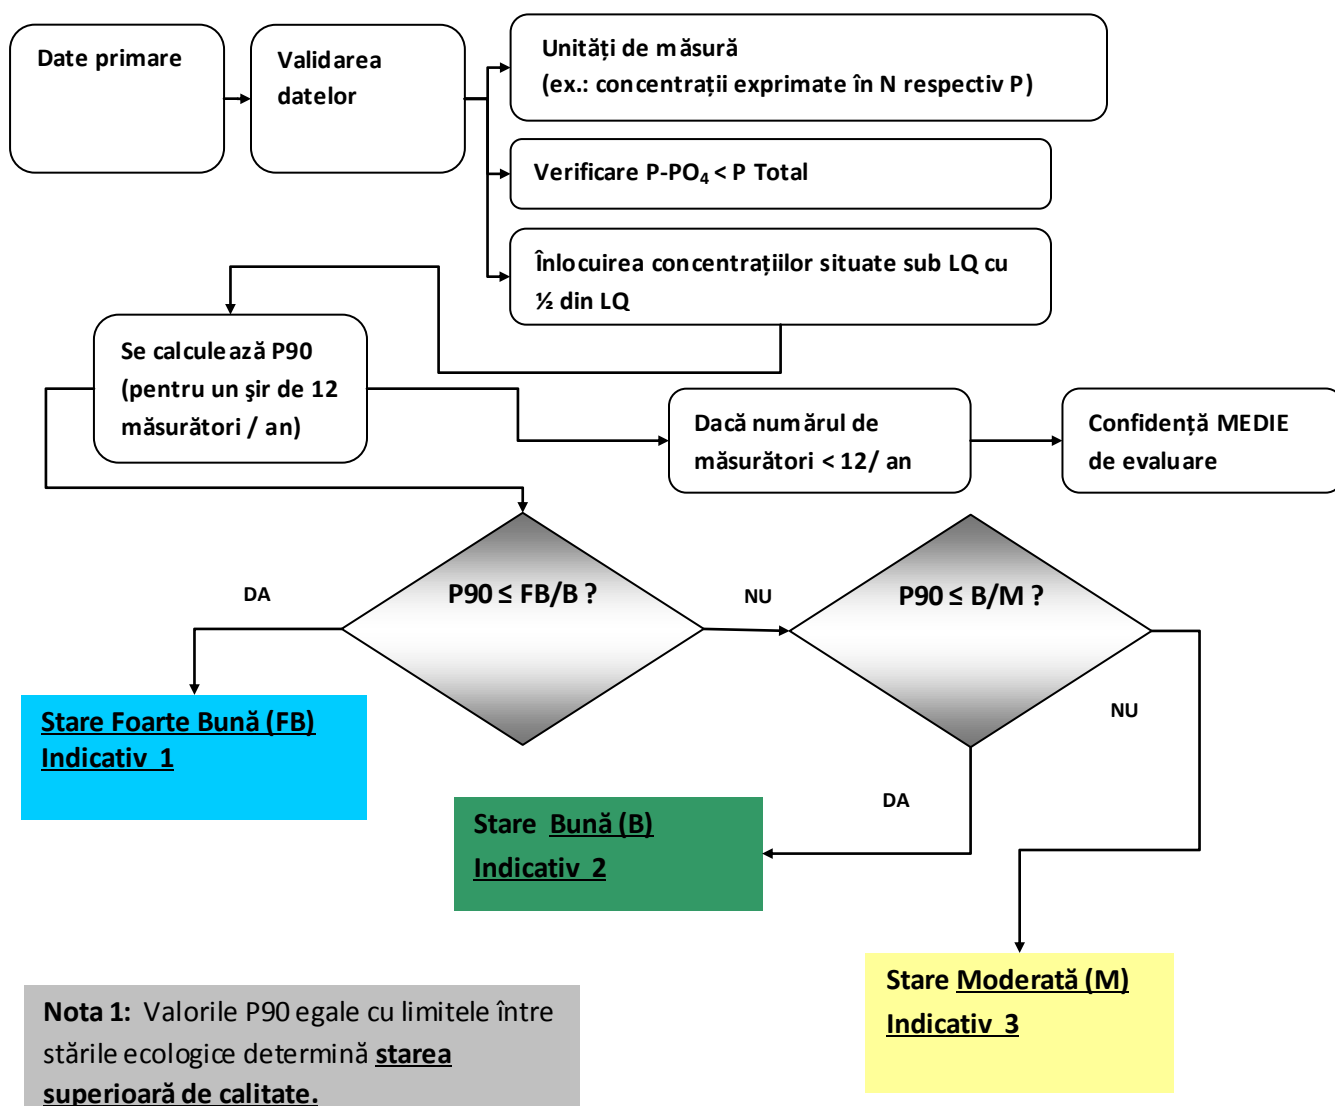 Date primare
Validarea
datelor
Unități de măsură
(ex.: concentrații exprimate în N respectiv P)
Verificare P-PO₄ < P Total
Înlocuirea concentrațiilor situate sub LQ cu
½ din LQ
Se calculează P90
(pentru un şir de 12
măsurători / an)
Dacă numărul de
măsurători < 12/ an
Confidență MEDIE
de evaluare
P90 ≤ FB/B ?
P90 ≤ B/M ?
DA
NU
NU
DA
Stare Foarte Bună (FB)
Indicativ 1
Stare Bună (B)
Indicativ 2
Stare Moderată (M)
Indicativ 3
Nota 1: Valorile P90 egale cu limitele între
stările ecologice determină starea
superioară de calitate.